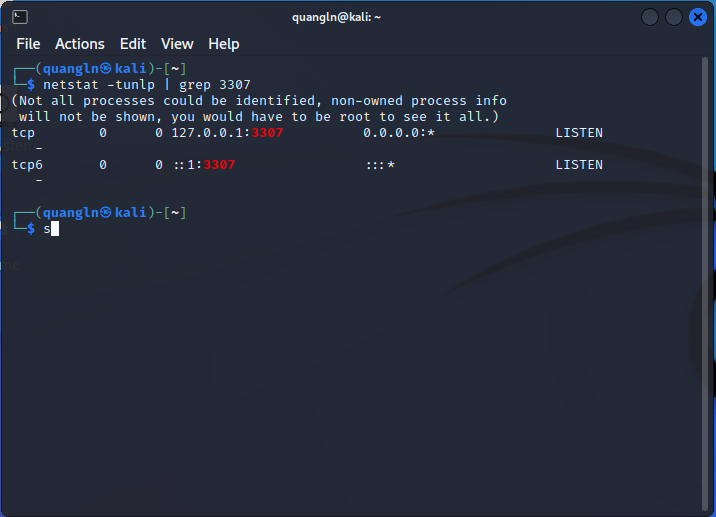 quangln@kali: ~
File Actions Edit View Help
┌──(quangln㉿kali)-[~]
└─$ netstat -tunlp | grep 3307
(Not all processes could be identified, non-owned process info
will not be shown, you would have to be root to see it all.)
tcp 0 0 127.0.0.1:3307 0.0.0.0:* LISTEN
-
tcp6 0 0 ::1:3307 :::* LISTEN
-
┌──(quangln㉿kali)-[~]
└─$ s